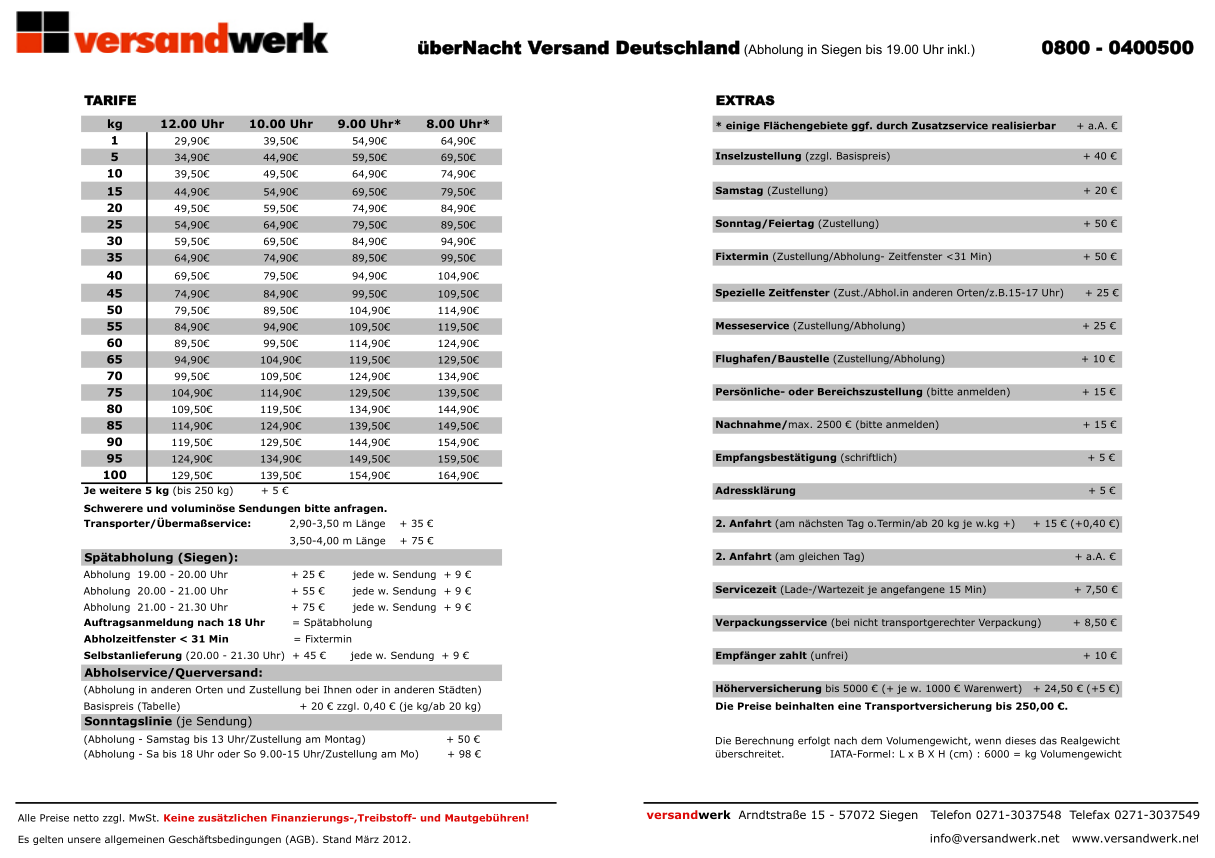 versandwerk
überNacht Versand Deutschland (Abholung in Siegen bis 19.00 Uhr inkl.) 0800 - 0400500
TARIFE
kg 12.00 Uhr 10.00 Uhr 9.00 Uhr* 8.00 Uhr*
1 29,90€ 39,50€ 54,90€ 64,90€
5 34,90€ 44,90€ 59,50€ 69,50€
10 39,50€ 49,50€ 64,90€ 74,90€
15 44,90€ 54,90€ 69,50€ 79,50€
20 49,50€ 59,50€ 74,90€ 84,90€
25 54,90€ 64,90€ 79,50€ 89,50€
30 59,50€ 69,50€ 84,90€ 94,90€
35 64,90€ 74,90€ 89,50€ 99,50€
40 69,50€ 79,50€ 94,90€ 104,90€
45 74,90€ 84,90€ 99,50€ 109,50€
50 79,50€ 89,50€ 104,90€ 114,90€
55 84,90€ 94,90€ 109,50€ 119,50€
60 89,50€ 99,50€ 114,90€ 124,90€
65 94,90€ 104,90€ 119,50€ 129,50€
70 99,50€ 109,50€ 124,90€ 134,90€
75 104,90€ 114,90€ 129,50€ 139,50€
80 109,50€ 119,50€ 134,90€ 144,90€
85 114,90€ 124,90€ 139,50€ 149,50€
90 119,50€ 129,50€ 144,90€ 154,90€
95 124,90€ 134,90€ 149,50€ 159,50€
100 129,50€ 139,50€ 154,90€ 164,90€
Je weitere 5 kg (bis 250 kg) + 5 €
Schwerere und voluminöse Sendungen bitte anfragen.
Transporter/Übermaßservice: 2,90-3,50 m Länge + 35 €
3,50-4,00 m Länge + 75 €
Spätabholung (Siegen):
Abholung 19.00 - 20.00 Uhr + 25 € jede w. Sendung + 9 €
Abholung 20.00 - 21.00 Uhr + 55 € jede w. Sendung + 9 €
Abholung 21.00 - 21.30 Uhr + 75 € jede w. Sendung + 9 €
Auftragsanmeldung nach 18 Uhr = Spätabholung
Abholzeitfenster < 31 Min = Fixtermin
Selbstanlieferung (20.00 - 21.30 Uhr) + 45 € jede w. Sendung + 9 €
Abholservice/Querversand:
(Abholung in anderen Orten und Zustellung bei Ihnen oder in anderen Städten)
Basispreis (Tabelle) + 20 € zzgl. 0,40 € (je kg/ab 20 kg)
Sonntagslinie (je Sendung)
(Abholung - Samstag bis 13 Uhr/Zustellung am Montag) + 50 €
(Abholung - Sa bis 18 Uhr oder So 9.00-15 Uhr/Zustellung am Mo) + 98 €
EXTRAS
* einige Flächengebiete ggf. durch Zusatzservice realisierbar + a.A. €
Inselzustellung (zzgl. Basispreis) + 40 €
Samstag (Zustellung) + 20 €
Sonntag/Feiertag (Zustellung) + 50 €
Fixtermin (Zustellung/Abholung- Zeitfenster <31 Min) + 50 €
Spezielle Zeitfenster (Zust./Abhol.in anderen Orten/z.B.15-17 Uhr) + 25 €
Messeservice (Zustellung/Abholung) + 25 €
Flughafen/Baustelle (Zustellung/Abholung) + 10 €
Persönliche- oder Bereichszustellung (bitte anmelden) + 15 €
Nachnahme/max. 2500 € (bitte anmelden) + 15 €
Empfangsbestätigung (schriftlich) + 5 €
Adressklärung + 5 €
2. Anfahrt (am nächsten Tag o.Termin/ab 20 kg je w.kg +) + 15 € (+0,40 €)
2. Anfahrt (am gleichen Tag) + a.A. €
Servicezeit (Lade-/Wartezeit je angefangene 15 Min) + 7,50 €
Verpackungsservice (bei nicht transportgerechter Verpackung) + 8,50 €
Empfänger zahlt (unfrei) + 10 €
Höherversicherung bis 5000 € (+ je w. 1000 € Warenwert) + 24,50 € (+5 €)
Die Preise beinhalten eine Transportversicherung bis 250,00 €.
Die Berechnung erfolgt nach dem Volumengewicht, wenn dieses das Realgewicht
überschreitet. IATA-Formel: L x B X H (cm) : 6000 = kg Volumengewicht
Alle Preise netto zzgl. MwSt. Keine zusätzlichen Finanzierungs-,Treibstoff- und Mautgebühren!
Es gelten unsere allgemeinen Geschäftsbedingungen (AGB). Stand März 2012.
versandwerk Arndtstraße 15 - 57072 Siegen Telefon 0271-3037548 Telefax 0271-3037549
info@versandwerk.net www.versandwerk.net